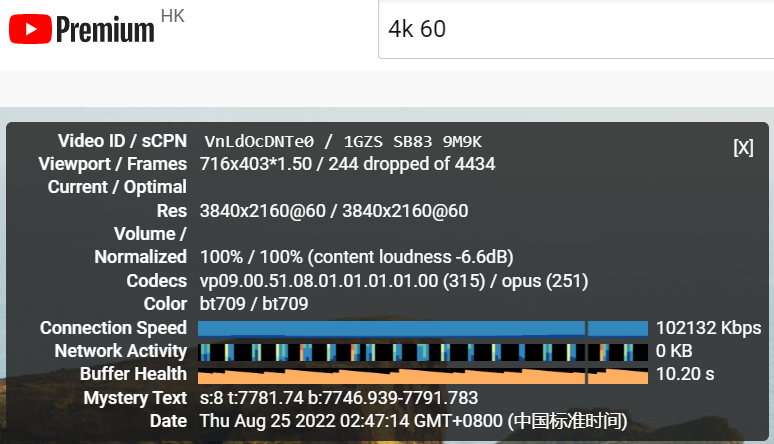 Premium HK
4k 60
Video ID / sCPN VnLdOcDNTe0 / 1GZS SB83 9M9K
[X]
Viewport / Frames 716x403*1.50 / 244 dropped of 4434
Current / Optimal
Res 3840x2160@60 / 3840x2160@60
Volume /
Normalized 100% / 100% (content loudness -6.6dB)
Codecs vp09.00.51.08.01.01.01.01.00 (315) / opus (251)
Color bt709 / bt709
Connection Speed 102132 Kbps
Network Activity 0 KB
Buffer Health 10.20 s
Mystery Text s:8 t:7781.74 b:7746.939-7791.783
Date Thu Aug 25 2022 02:47:14 GMT+0800 (中国标准时间)